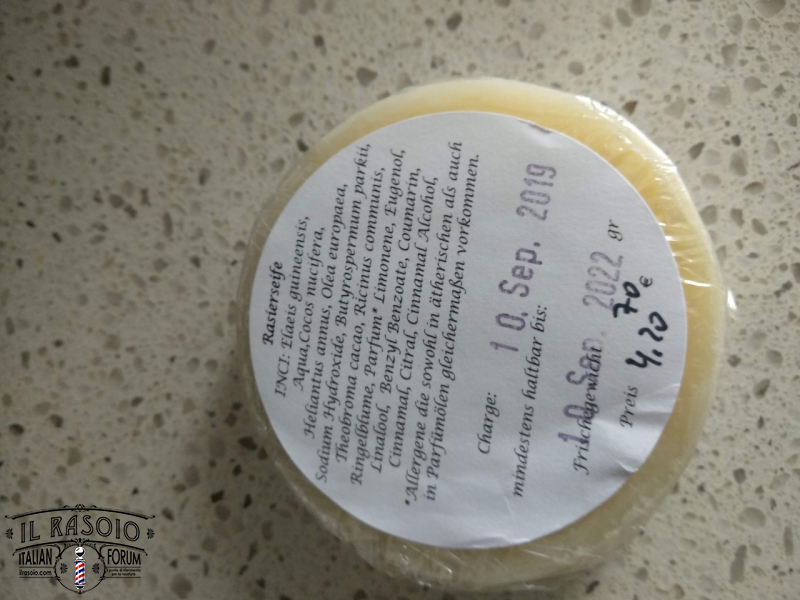 Rasierseife
INCI: Elaeis guineensis,
Aqua,Cocos nucifera,
Heliantus annus, Olea europaea,
Sodium Hydroxide, Butyrospermum parkii,
Theobroma cacao, Ricinus communis,
Ringelblume, Parfum* Limonene, Eugenol,
Linalool, Benzyl Benzoate, Coumarin,
Cinnamal, Citral, Cinnamal Alcohol,
*Allergene die sowohl in ätherischen als auch
in Parfümölen gleichermaßen vorkommen.
Charge: 10. Sep. 2019
mindestens haltbar bis:
10. Sep. 2022
Frischegewicht 70 gr
Preis 4.20 €
IL RASOIO
ITALIAN FORUM
ilrasoio.com